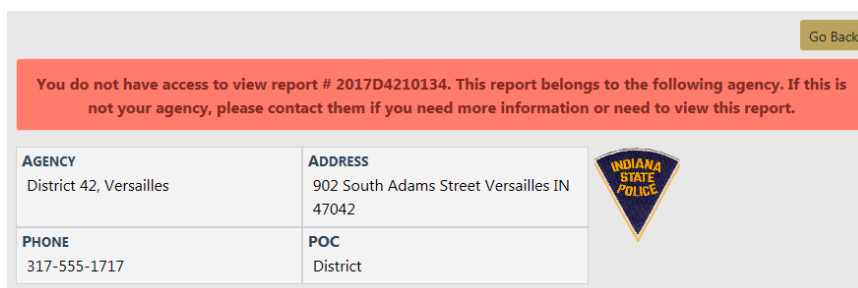 Go Back
You do not have access to view report # 2017D4210134. This report belongs to the following agency. If this is
not your agency, please contact them if you need more information or need to view this report.
AGENCY
District 42, Versailles
ADDRESS
902 South Adams Street Versailles IN
47042
INDIANA
STATE
POLICE
PHONE
317-555-1717
POC
District